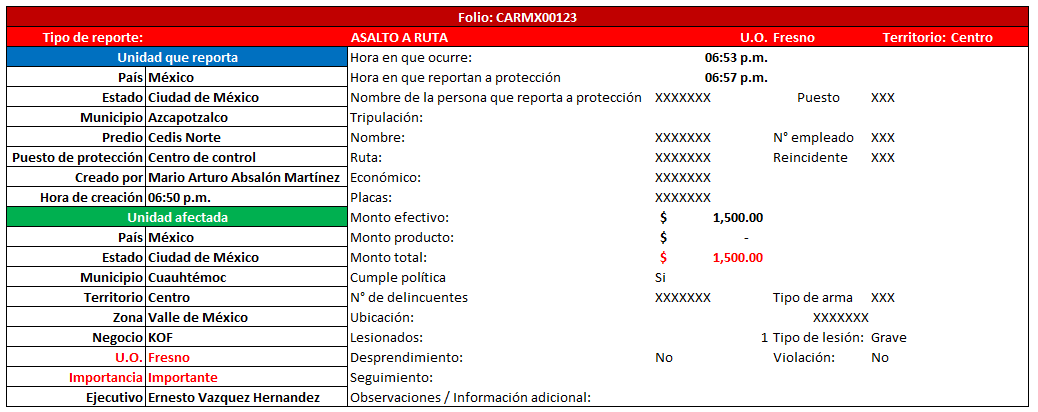 Folio: CARMX00123
Tipo de reporte: ASALTO A RUTA U.O. Fresno Territorio: Centro
Unidad que reporta Hora en que ocurre: 06:53 p.m.
País México Hora en que reportan a protección 06:57 p.m.
Estado Ciudad de México Nombre de la persona que reporta a protección XXXXXXX Puesto XXX
Municipio Azcapotzalco Tripulación:
Predio Cedis Norte Nombre: XXXXXXX N° empleado XXX
Puesto de protección Centro de control Ruta: XXXXXXX Reincidente XXX
Creado por Mario Arturo Absalón Martínez Económico: XXXXXXX
Hora de creación 06:50 p.m. Placas: XXXXXXX
Unidad afectada Monto efectivo: $ 1,500.00
País México Monto producto: $ -
Estado Ciudad de México Monto total: $ 1,500.00
Municipio Cuauhtémoc Cumple política Si
Territorio Centro N° de delincuentes XXXXXXX Tipo de arma XXX
Zona Valle de México Ubicación: XXXXXXX
Negocio KOF Lesionados: 1 Tipo de lesión: Grave
U.O. Fresno Desprendimiento: No Violación: No
Importancia Importante Seguimiento:
Ejecutivo Ernesto Vazquez Hernandez Observaciones / Información adicional: